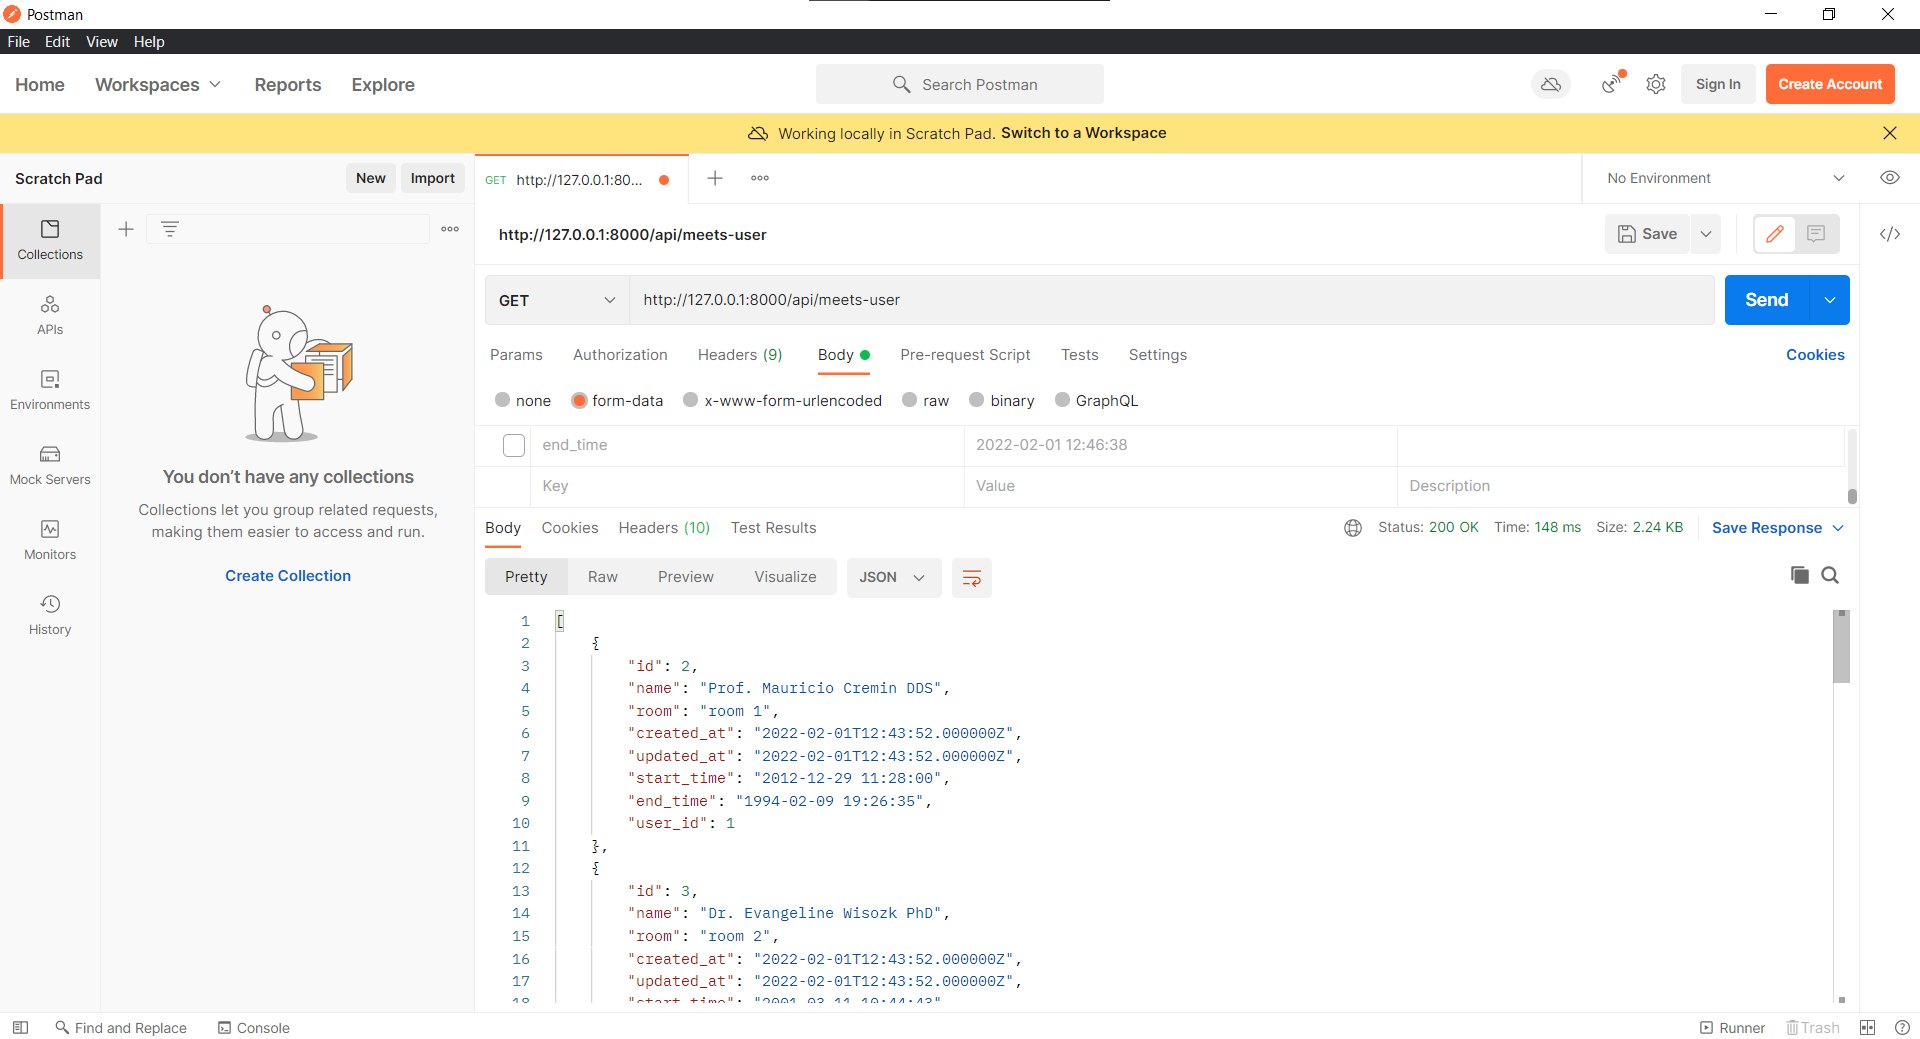 Postman
File Edit View Help
Home Workspaces Reports Explore Search Postman Sign In Create Account
Working locally in Scratch Pad. Switch to a Workspace
Scratch Pad New Import GET http://127.0.0.1:80... No Environment
Collections
http://127.0.0.1:8000/api/meets-user Save
GET http://127.0.0.1:8000/api/meets-user Send
APIs
Params Authorization Headers (9) Body Pre-request Script Tests Settings Cookies
Environments
none form-data x-www-form-urlencoded raw binary GraphQL
end_time 2022-02-01 12:46:38
Mock Servers
Key Value Description
You don't have any collections
Collections let you group related requests,
making them easier to access and run.
Create Collection
Monitors
History
Body Cookies Headers (10) Test Results Status: 200 OK Time: 148 ms Size: 2.24 KB Save Response
Pretty Raw Preview Visualize JSON
1 [
2 {
3 "id": 2,
4 "name": "Prof. Mauricio Cremin DDS",
5 "room": "room 1",
6 "created_at": "2022-02-01T12:43:52.000000Z",
7 "updated_at": "2022-02-01T12:43:52.000000Z",
8 "start_time": "2012-12-29 11:28:00",
9 "end_time": "1994-02-09 19:26:35",
10 "user_id": 1
11 },
12 {
13 "id": 3,
14 "name": "Dr. Evangeline Wisozk PhD",
15 "room": "room 2",
16 "created_at": "2022-02-01T12:43:52.000000Z",
17 "updated_at": "2022-02-01T12:43:52.000000Z",
18 "start_time": "2001-03-11 10:44:43"
Find and Replace Console Runner Trash